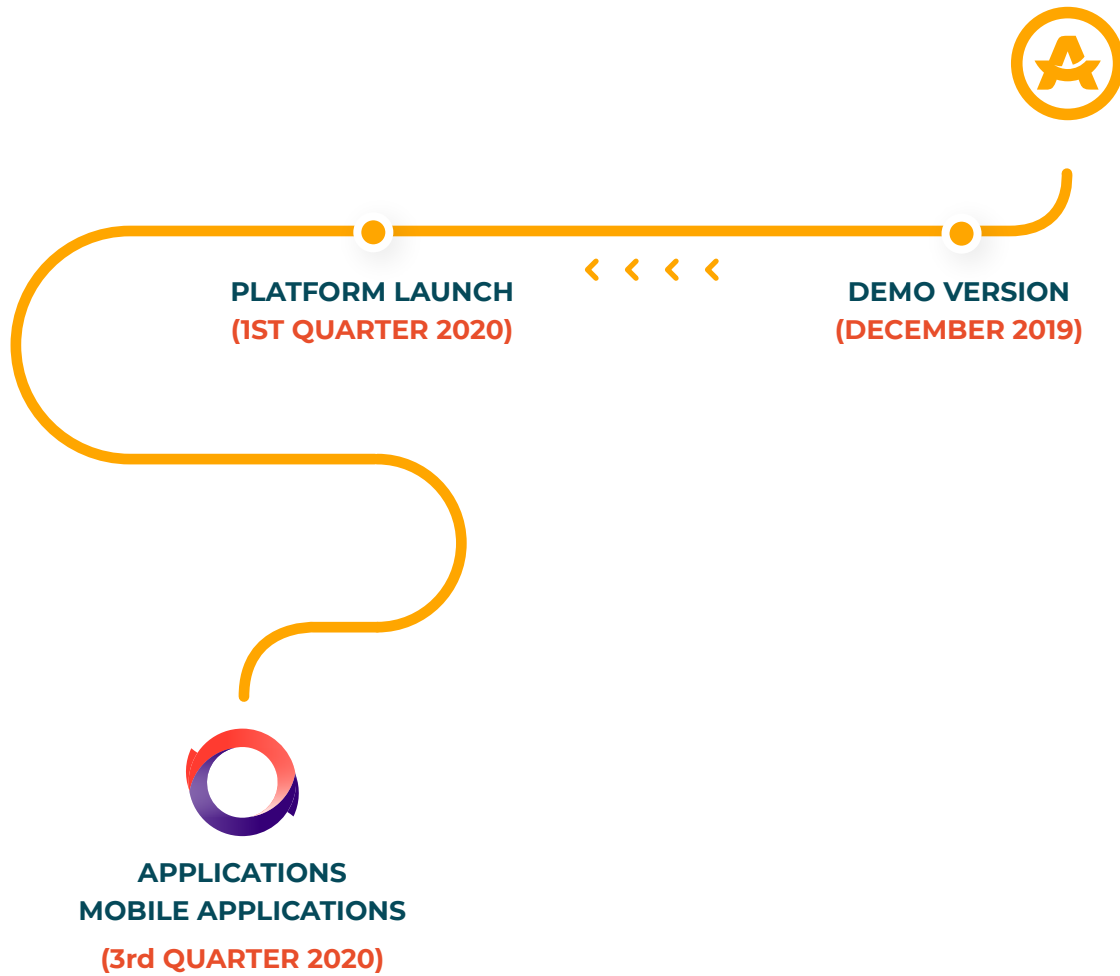 PLATFORM LAUNCH
(1ST QUARTER 2020)
DEMO VERSION
(DECEMBER 2019)
APPLICATIONS
MOBILE APPLICATIONS
(3rd QUARTER 2020)